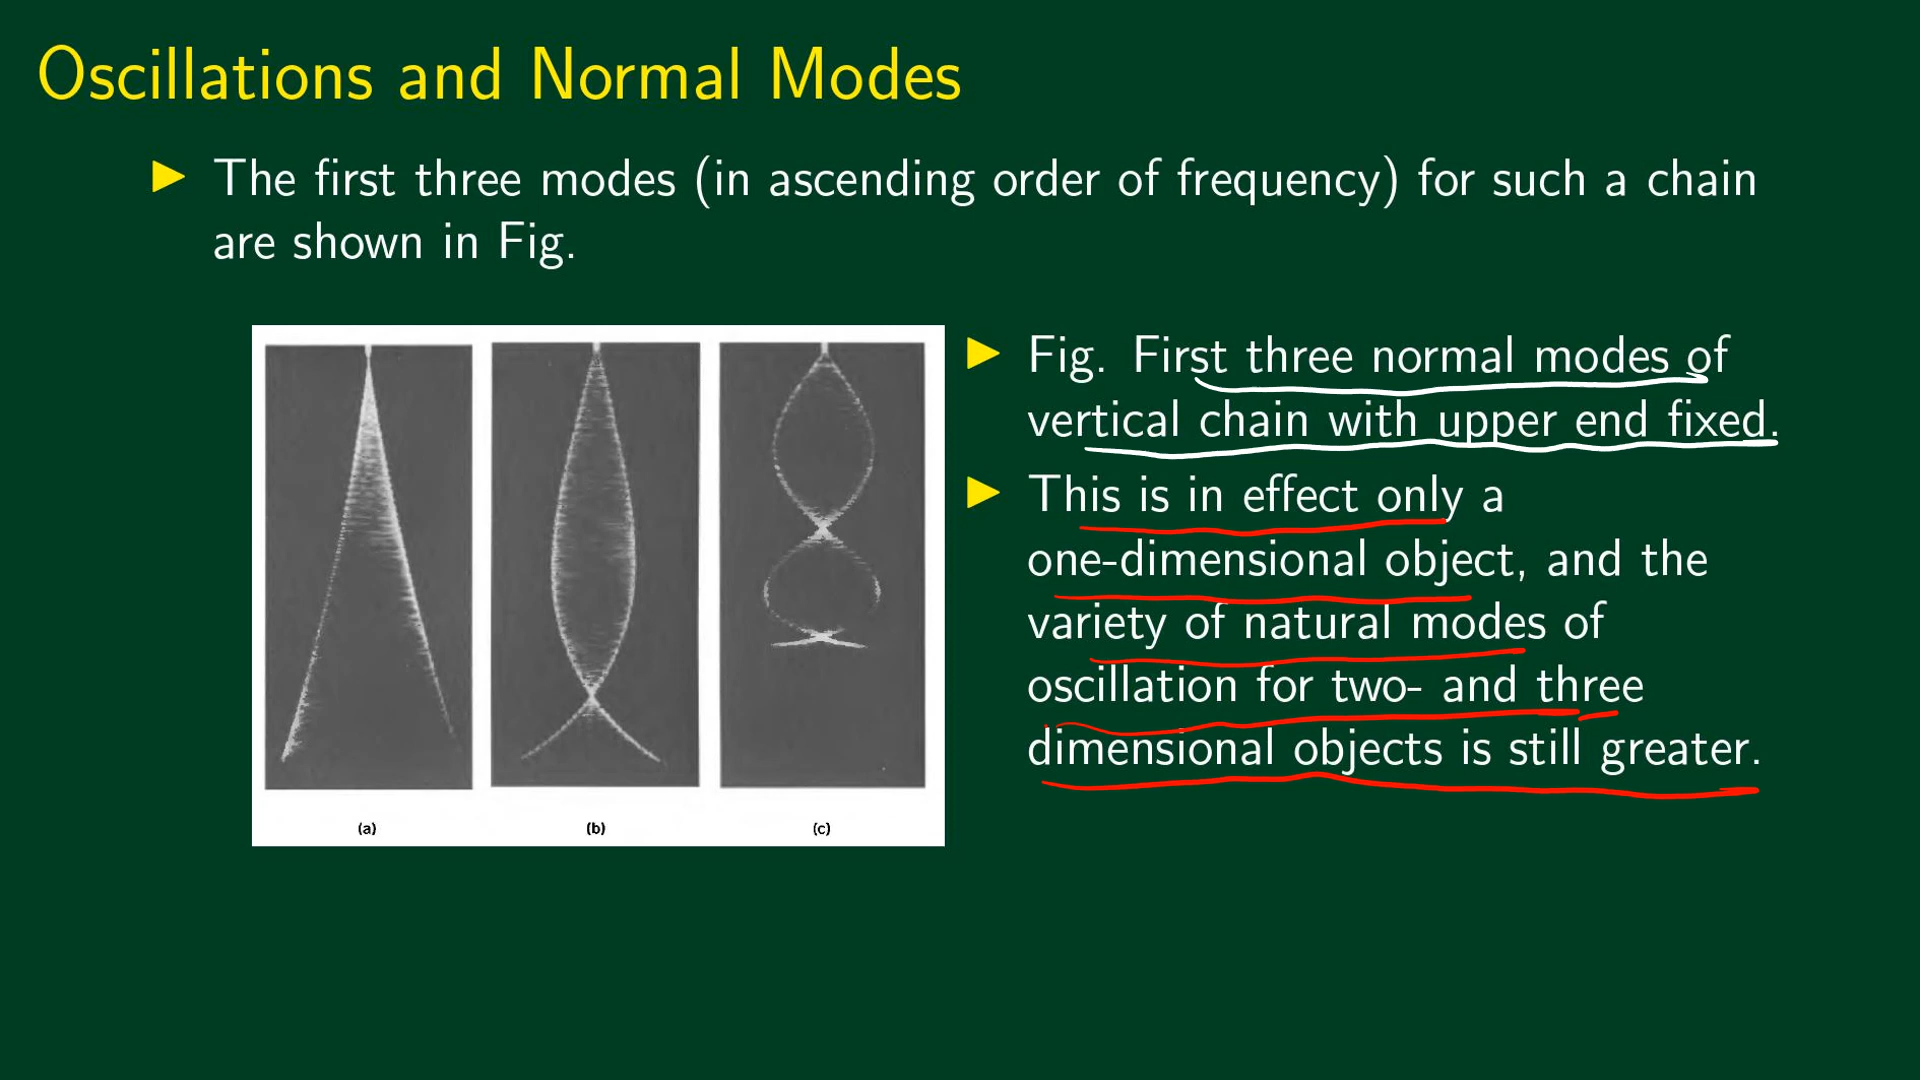 Oscillations and Normal Modes
The first three modes (in ascending order of frequency) for such a chain
are shown in Fig.
Fig. First three normal modes of
vertical chain with upper end fixed.
This is in effect only a
one-dimensional object, and the
variety of natural modes of
oscillation for two- and three
dimensional objects is still greater.
(a) (b) (c)